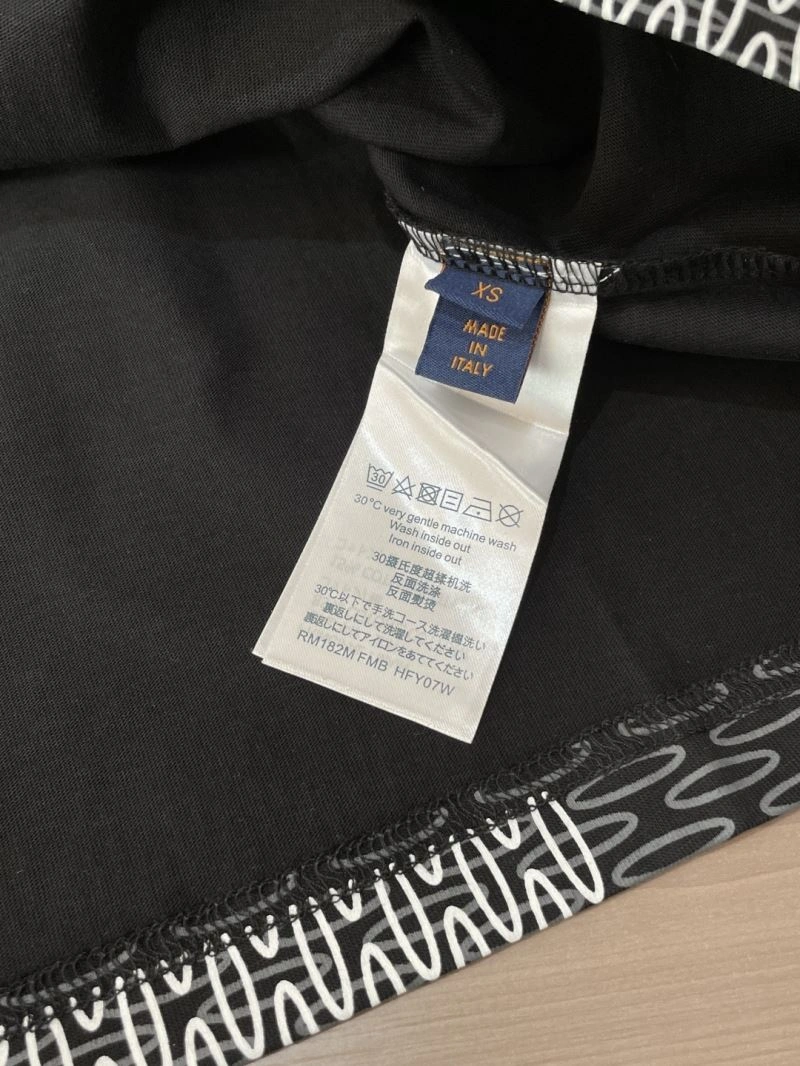 XS
MADE
IN
ITALY
30
30°C very gentle machine wash
Wash inside out
Iron inside out
30摄氏度超揉机洗
反面洗涤
反面熨烫
30℃以下で手洗コース洗濯機洗い
裏返しにして洗濯してください
裏返しにしてアイロンをあててください
RM182M FMB HFY07W